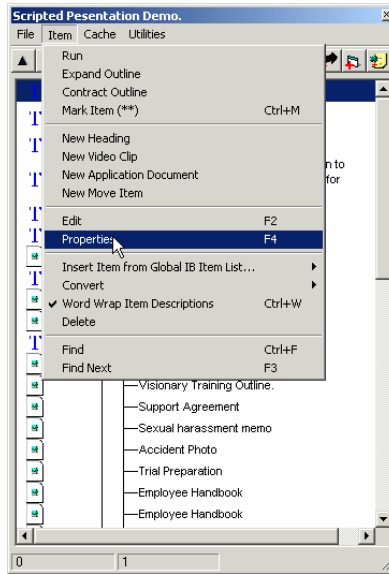 Scripted Pesentation Demo.
File Item Cache Utilities
Run
Expand Outline
Contract Outline
Mark Item (**) Ctrl+M
New Heading
New Video Clip
n to
New Application Document
for
New Move Item
Edit F2
Properties F4
Insert Item from Global IB Item List...
Convert
Word Wrap Item Descriptions Ctrl+W
Delete
Find Ctrl+F
Find Next F3
Visionary Training Outline.
Support Agreement
Sexual harassment memo
Accident Photo
Trial Preparation
Employee Handbook
Employee Handbook
0 1